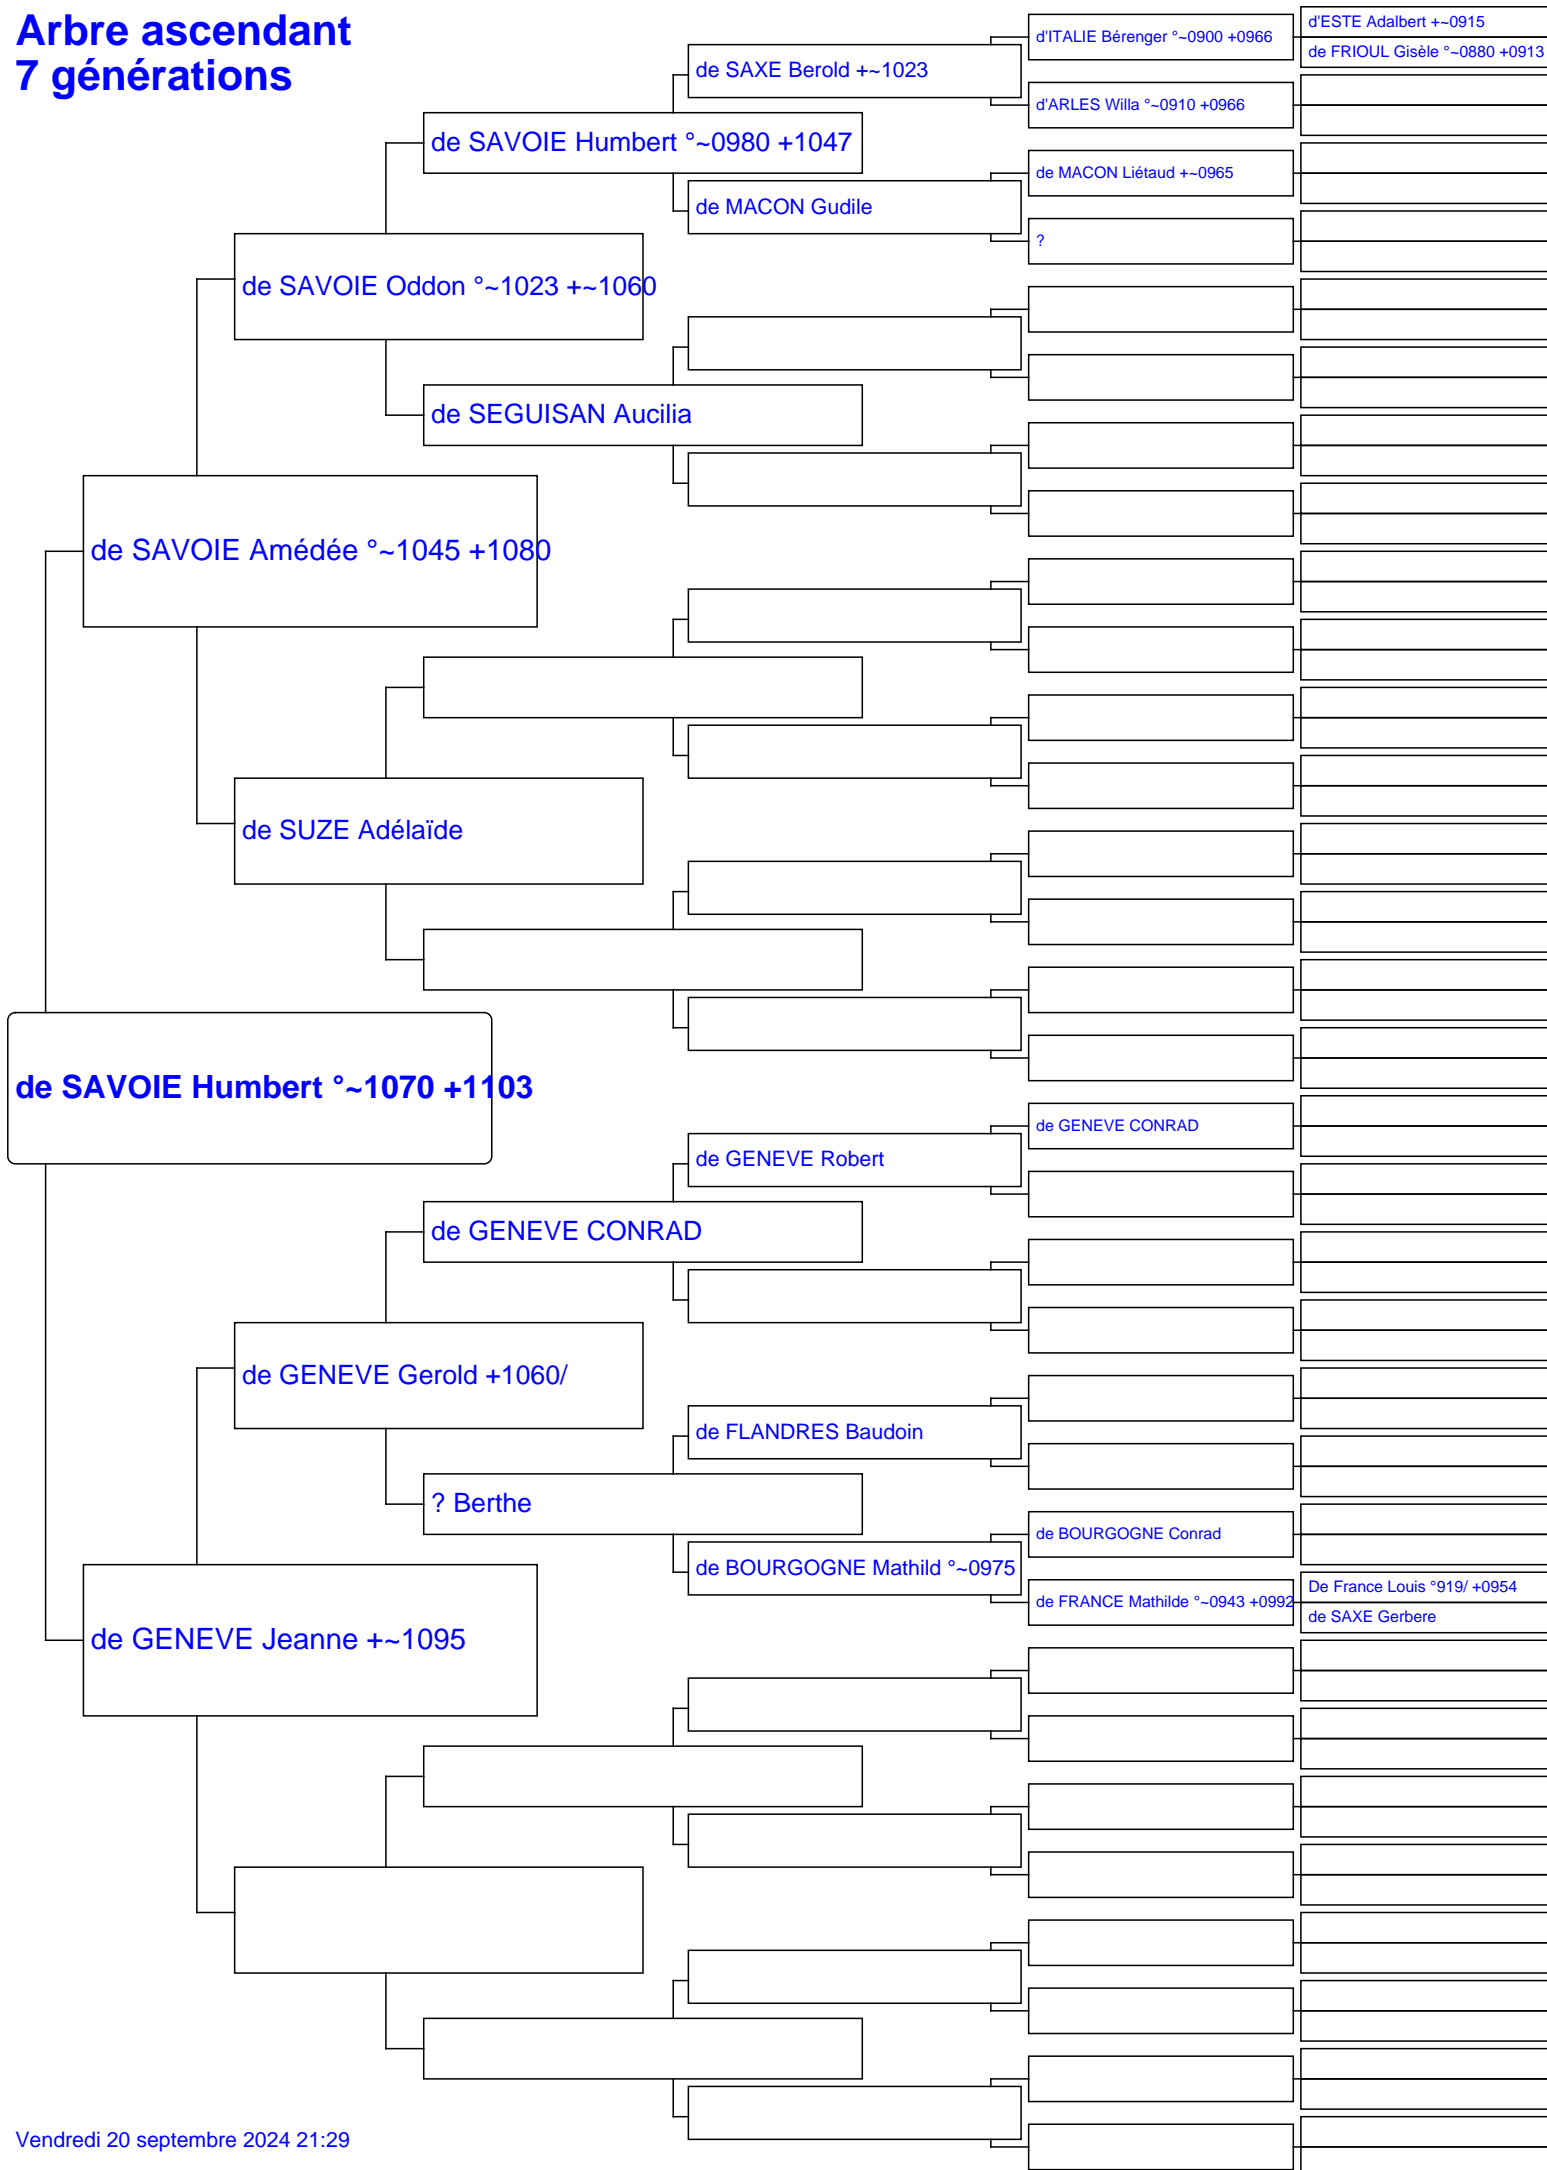 Arbre ascendant
7 générations
d'ITALIE Bérenger °~0900 +0966
d'ESTE Adalbert +~0915
de FRIOUL Gisèle °~0880 +0913
de SAXE Berold +~1023
d'ARLES Willa °~0910 +0966
de SAVOIE Humbert °~0980 +1047
de MACON Liétaud +~0965
de MACON Gudile
?
de SAVOIE Oddon °~1023 +~1060
de SEGUISAN Aucilia
de SAVOIE Amédée °~1045 +1080
de SUZE Adélaïde
de SAVOIE Humbert °~1070 +1103
de GENEVE CONRAD
de GENEVE Robert
de GENEVE CONRAD
de GENEVE Gerold +1060/
de FLANDRES Baudoin
? Berthe
de BOURGOGNE Conrad
de BOURGOGNE Mathild °~0975
De France Louis °919/ +0954
de FRANCE Mathilde °~0943 +0992
de SAXE Gerbere
de GENEVE Jeanne +~1095
Vendredi 20 septembre 2024 21:29